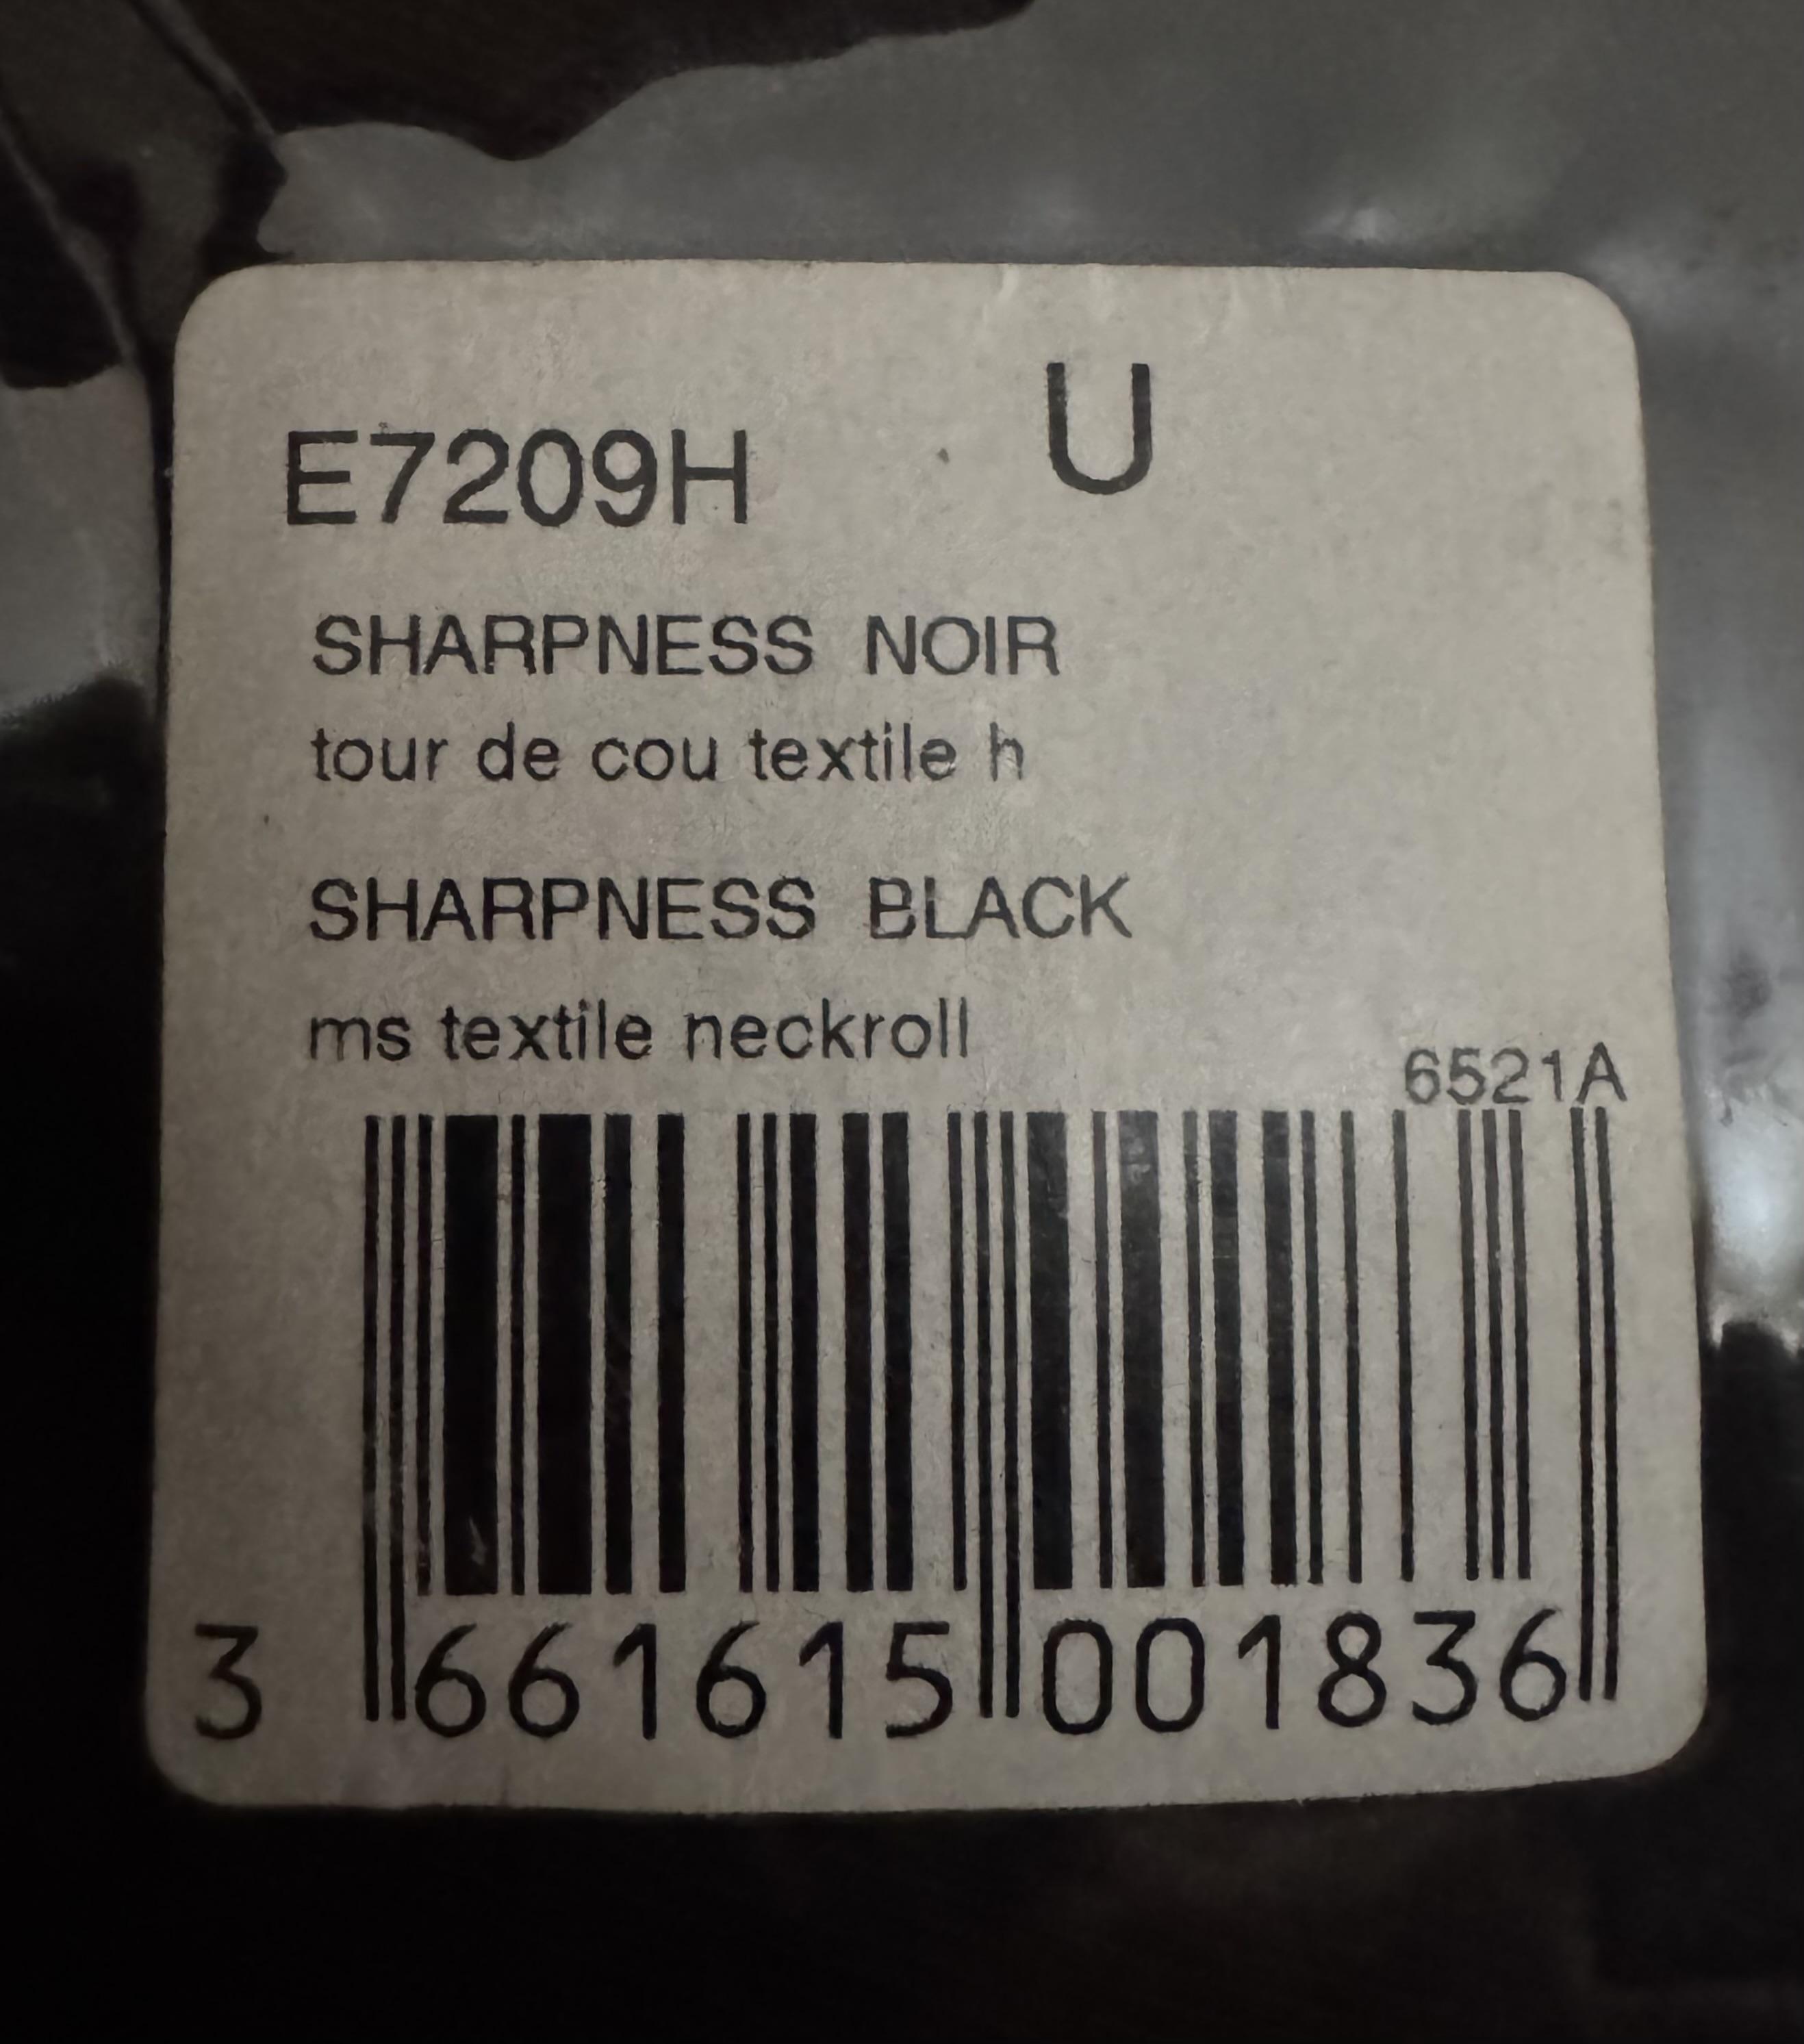 U
E7209H
SHARPNESS NOIR
tour de cou textile h
SHARPNESS BLACK
ms textile neckroll
6521A
3 661615 001836